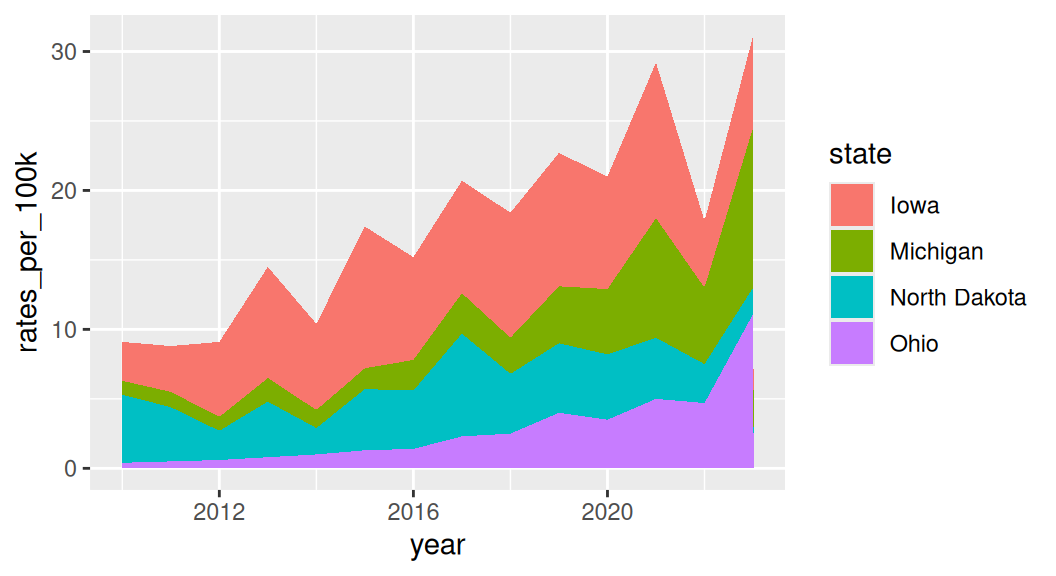 30
20
10
0
rates_per_100k
2012
2016
2020
year
state
Iowa
Michigan
North Dakota
Ohio